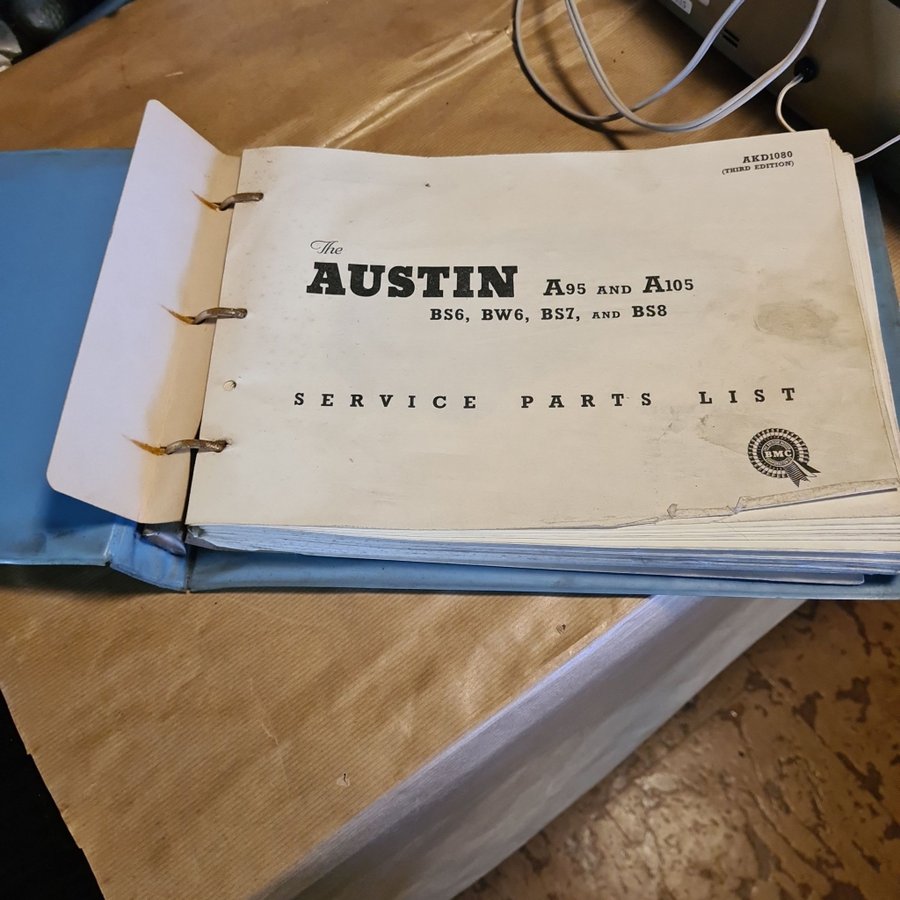 AKD1080
(THIRD EDITION)
The
AUSTIN A95 AND A105
BS6, BW6, BS7, AND BS8
SERVICE PARTS LIST
BMC